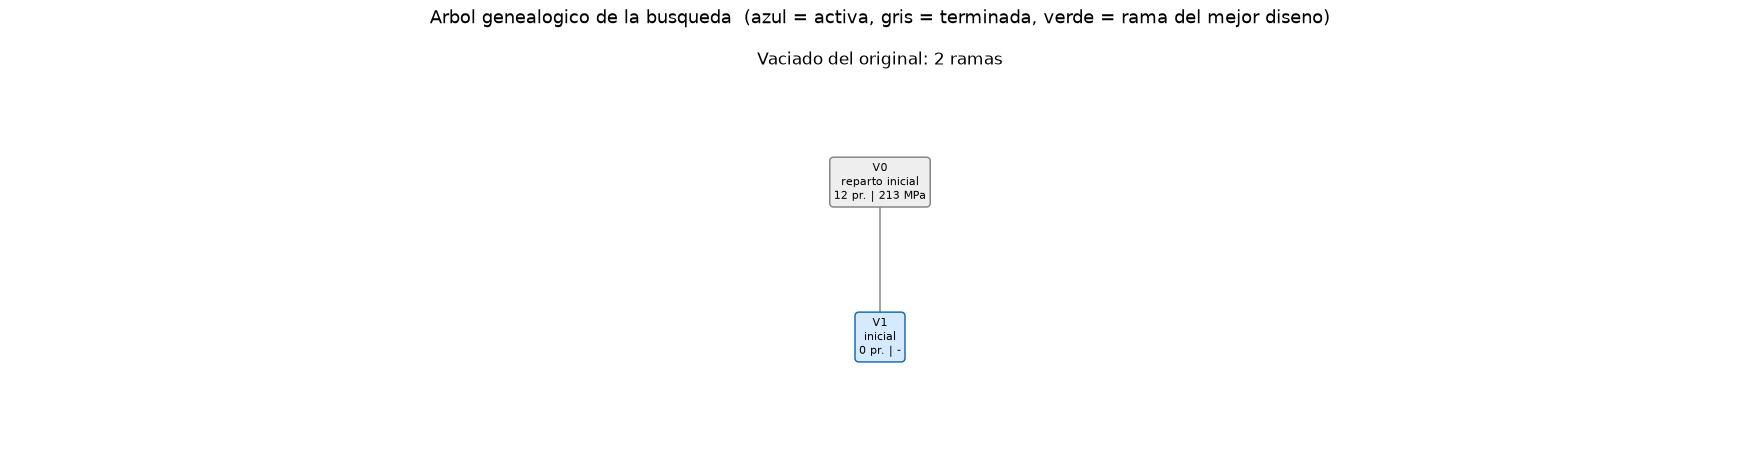 Arbol genealogico de la busqueda  (azul = activa, gris = terminada, verde = rama del mejor diseno)
Vaciado del original: 2 ramas
V0
reparto inicial
12 pr. | 213 MPa
V1
inicial
0 pr. | -